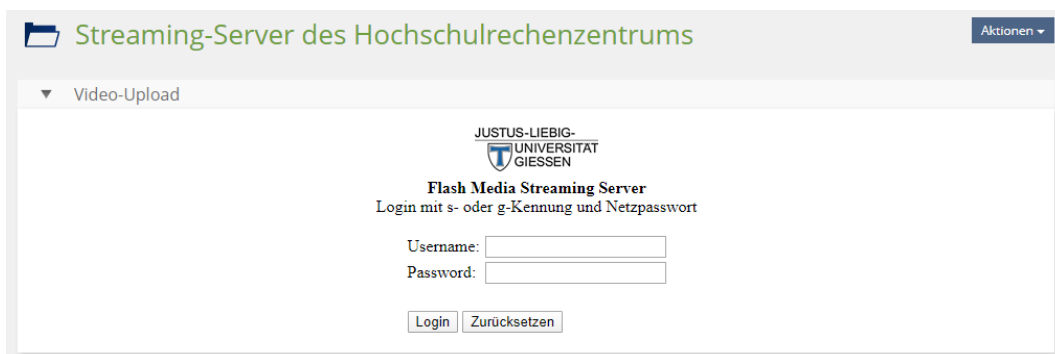 Streaming-Server des Hochschulrechenzentrums
Aktionen
Video-Upload
JUSTUS-LIEBIG-
UNIVERSITÄT
GIESSEN
Flash Media Streaming Server
Login mit s- oder g-Kennung und Netzpasswort
Username:
Password:
Login Zurücksetzen